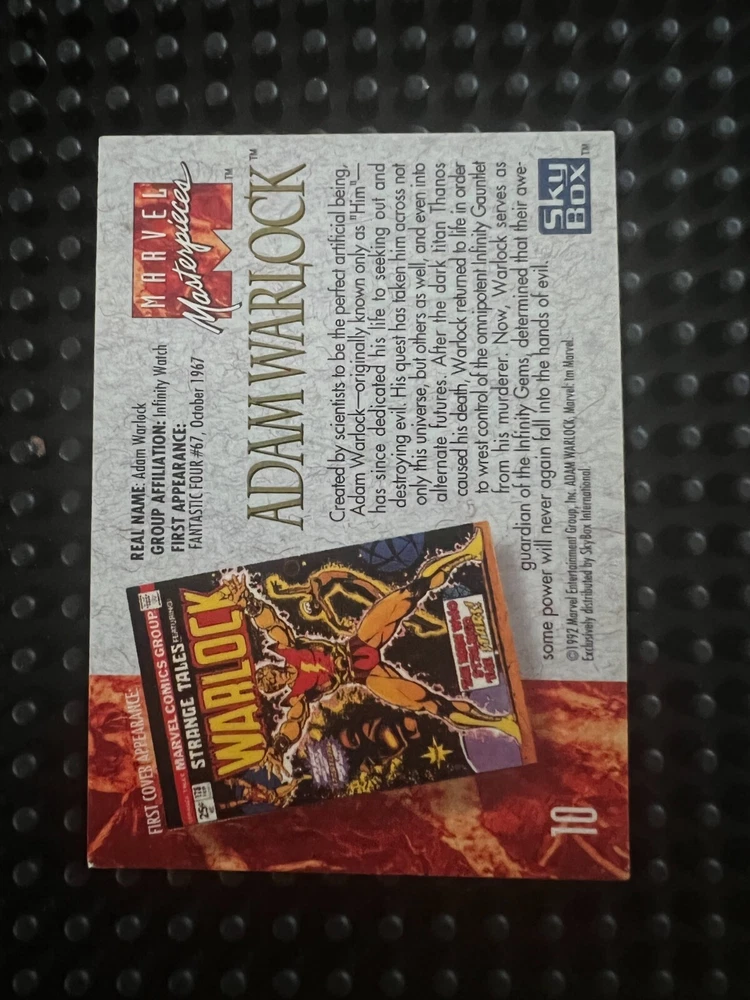 FIRST COVER APPEARANCE:
MARVEL COMICS GROUP
25¢
178
STRANGE TALES FEATURING:
WARLOCK
REAL NAME: Adam Warlock
GROUP AFFILIATION: Infinity Watch
FIRST APPEARANCE:
FANTASTIC FOUR #67, October 1967
MARVEL
Masterpieces™
ADAM WARLOCK™
Created by scientists to be the perfect artificial being,
Adam Warlock—originally known only as "Him"—
has since dedicated his life to seeking out and
destroying evil. His quest has taken him across not
only this universe, but others as well, and even into
alternate futures. After the dark titan Thanos
caused his death, Warlock returned to life in order
to wrest control of the omnipotent Infinity Gauntlet
from his murderer. Now, Warlock serves as
guardian of the Infinity Gems, determined that their awe-
some power will never again fall into the hands of evil.
©1992 Marvel Entertainment Group, Inc. ADAM WARLOCK, Marvel: tm Marvel.
Exclusively distributed by SkyBox International.
SKY
BOX™
10